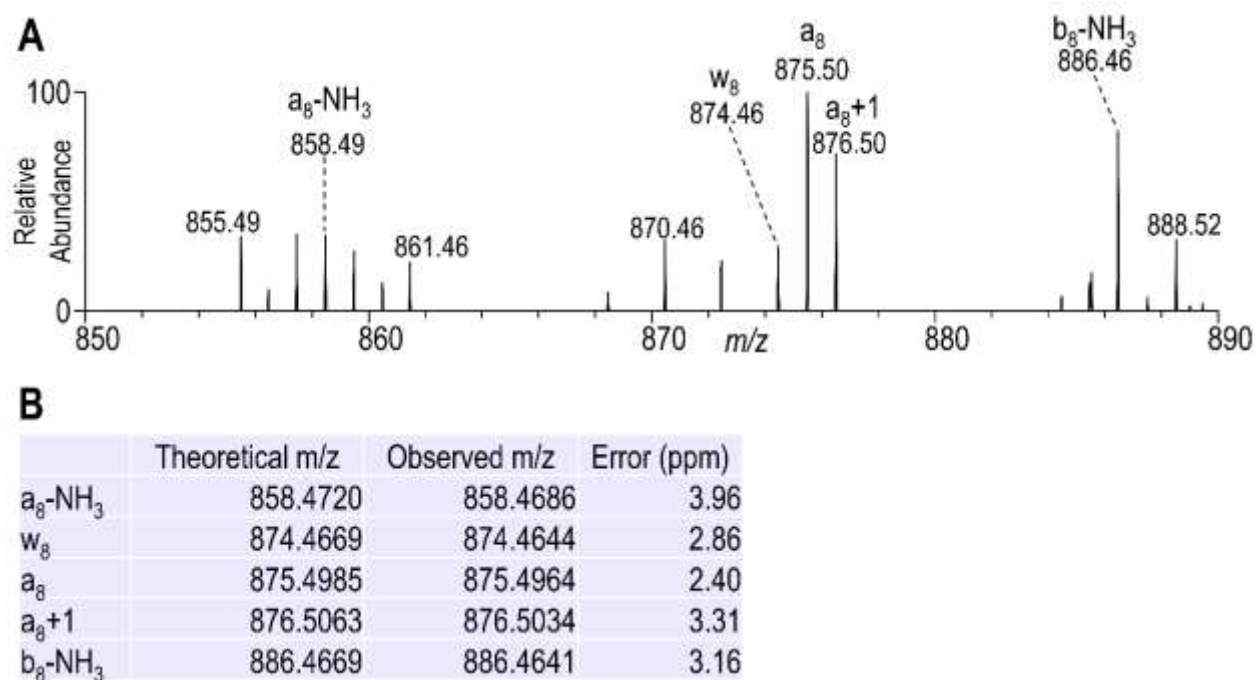 A
a₈
875.50
b₈-NH₃
886.46
w₈
874.46
a₈+1
876.50
a₈-NH₃
858.49
100
Relative
Abundance
855.49
861.46
870.46
888.52
0
850
860
870
m/z
880
890
B
Theoretical m/z Observed m/z Error (ppm)
a₈-NH₃ 858.4720 858.4686 3.96
w₈ 874.4669 874.4644 2.86
a₈ 875.4985 875.4964 2.40
a₈+1 876.5063 876.5034 3.31
b₈-NH₃ 886.4669 886.4641 3.16